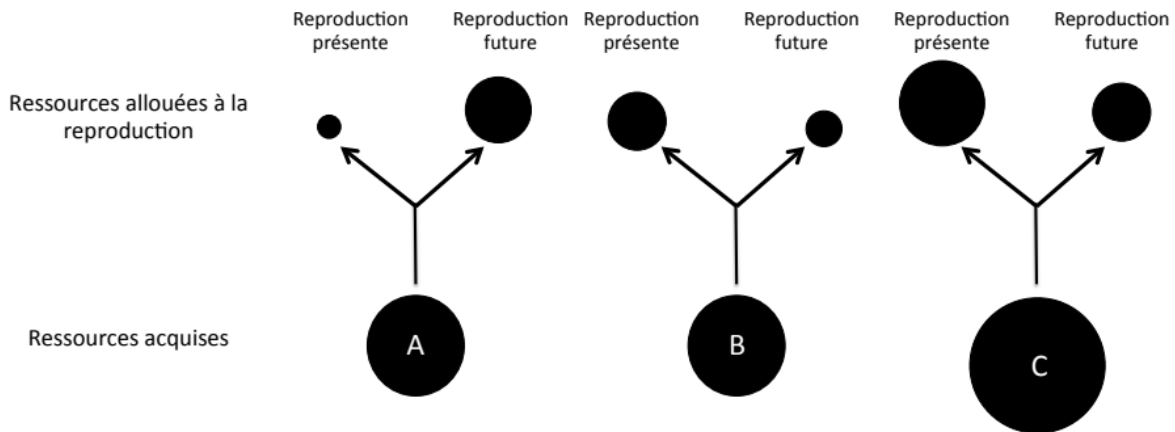 Reproduction
présente
Reproduction
future
Reproduction
présente
Reproduction
future
Reproduction
présente
Reproduction
future
Ressources allouées à la
reproduction
Ressources acquises
A
B
C